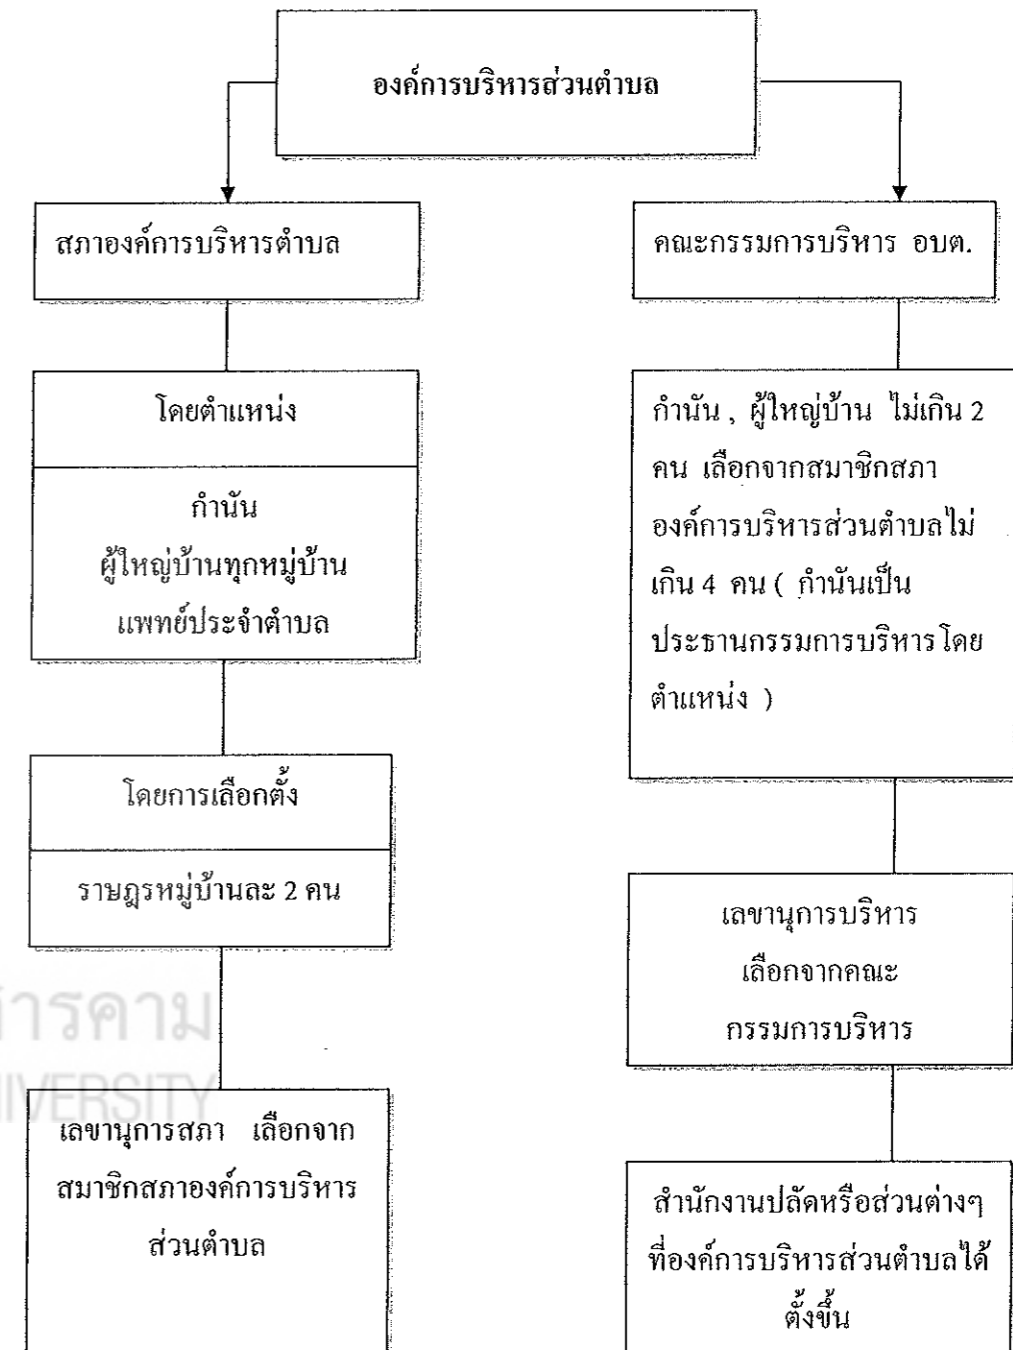 องค์การบริหารส่วนตำบล
สภาองค์การบริหารตำบล
โดยตำแหน่ง
กำนัน
ผู้ใหญ่บ้านทุกหมู่บ้าน
แพทย์ประจำตำบล
โดยการเลือกตั้ง
ราษฎรหมู่บ้านละ 2 คน
เลขานุการสภา เลือกจาก
สมาชิกสภาองค์การบริหาร
ส่วนตำบล
คณะกรรมการบริหาร อบต.
กำนัน , ผู้ใหญ่บ้าน ไม่เกิน 2
คน เลือกจากสมาชิกสภา
องค์การบริหารส่วนตำบลไม่
เกิน 4 คน ( กำนันเป็น
ประธานกรรมการบริหารโดย
ตำแหน่ง )
เลขานุการบริหาร
เลือกจากคณะ
กรรมการบริหาร
สำนักงานปลัดหรือส่วนต่างๆ
ที่องค์การบริหารส่วนตำบลได้
ตั้งขึ้น